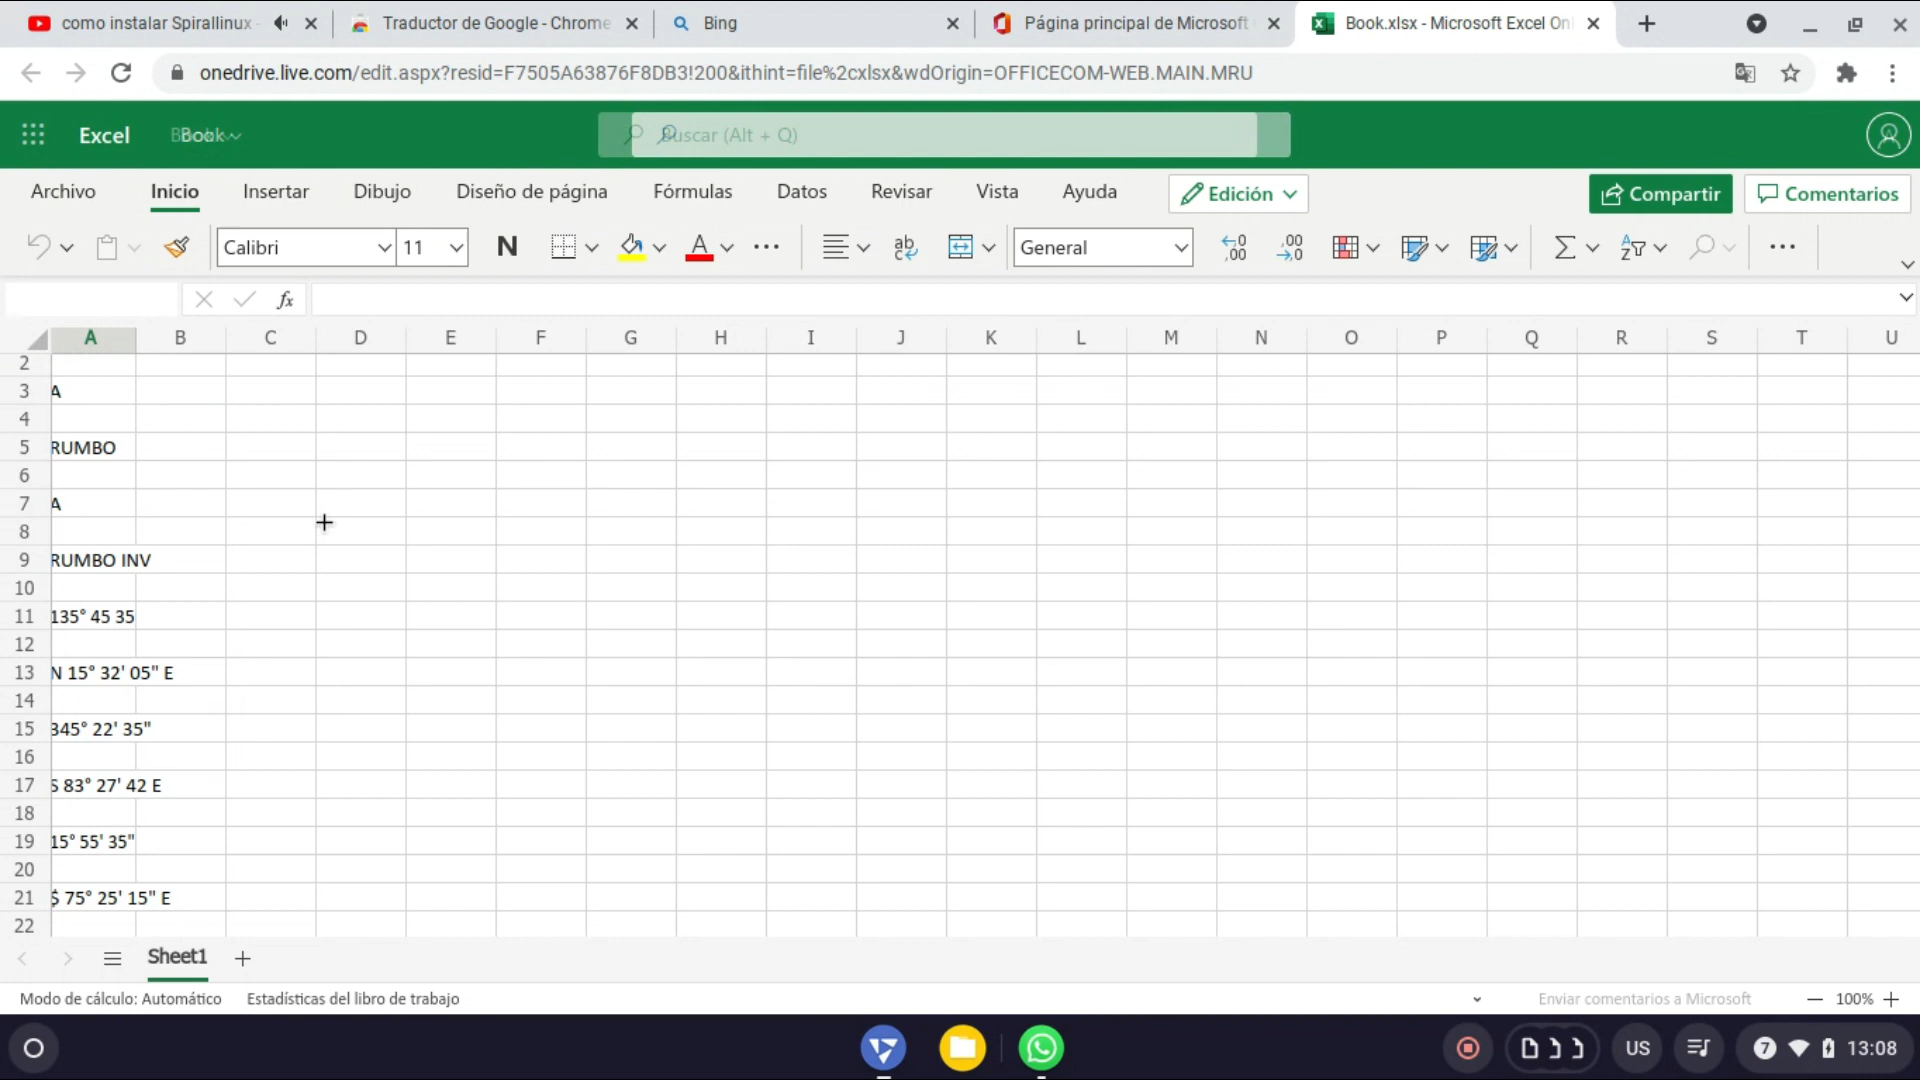 como instalar Spirallinux
Traductor de Google - Chrome
Bing
Página principal de Microsoft
Book.xlsx - Microsoft Excel Onl
onedrive.live.com/edit.aspx?resid=F7505A63876F8DB3!200&ithint=file%2cxlsx&wdOrigin=OFFICECOM-WEB.MAIN.MRU
Excel
Book
Buscar (Alt + Q)
Archivo Inicio Insertar Dibujo Diseño de página Fórmulas Datos Revisar Vista Ayuda Edición Compartir Comentarios
Calibri 11 N General
fx
A B C D E F G H I J K L M N O P Q R S T U
2
3 A
4
5 RUMBO
6
7 A
8
9 RUMBO INV
10
11 135° 45 35
12
13 N 15° 32' 05" E
14
15 345° 22' 35"
16
17 S 83° 27' 42 E
18
19 15° 55' 35"
20
21 $ 75° 25' 15" E
22
Sheet1
Modo de cálculo: Automático Estadísticas del libro de trabajo Enviar comentarios a Microsoft 100%
US 7 13:08